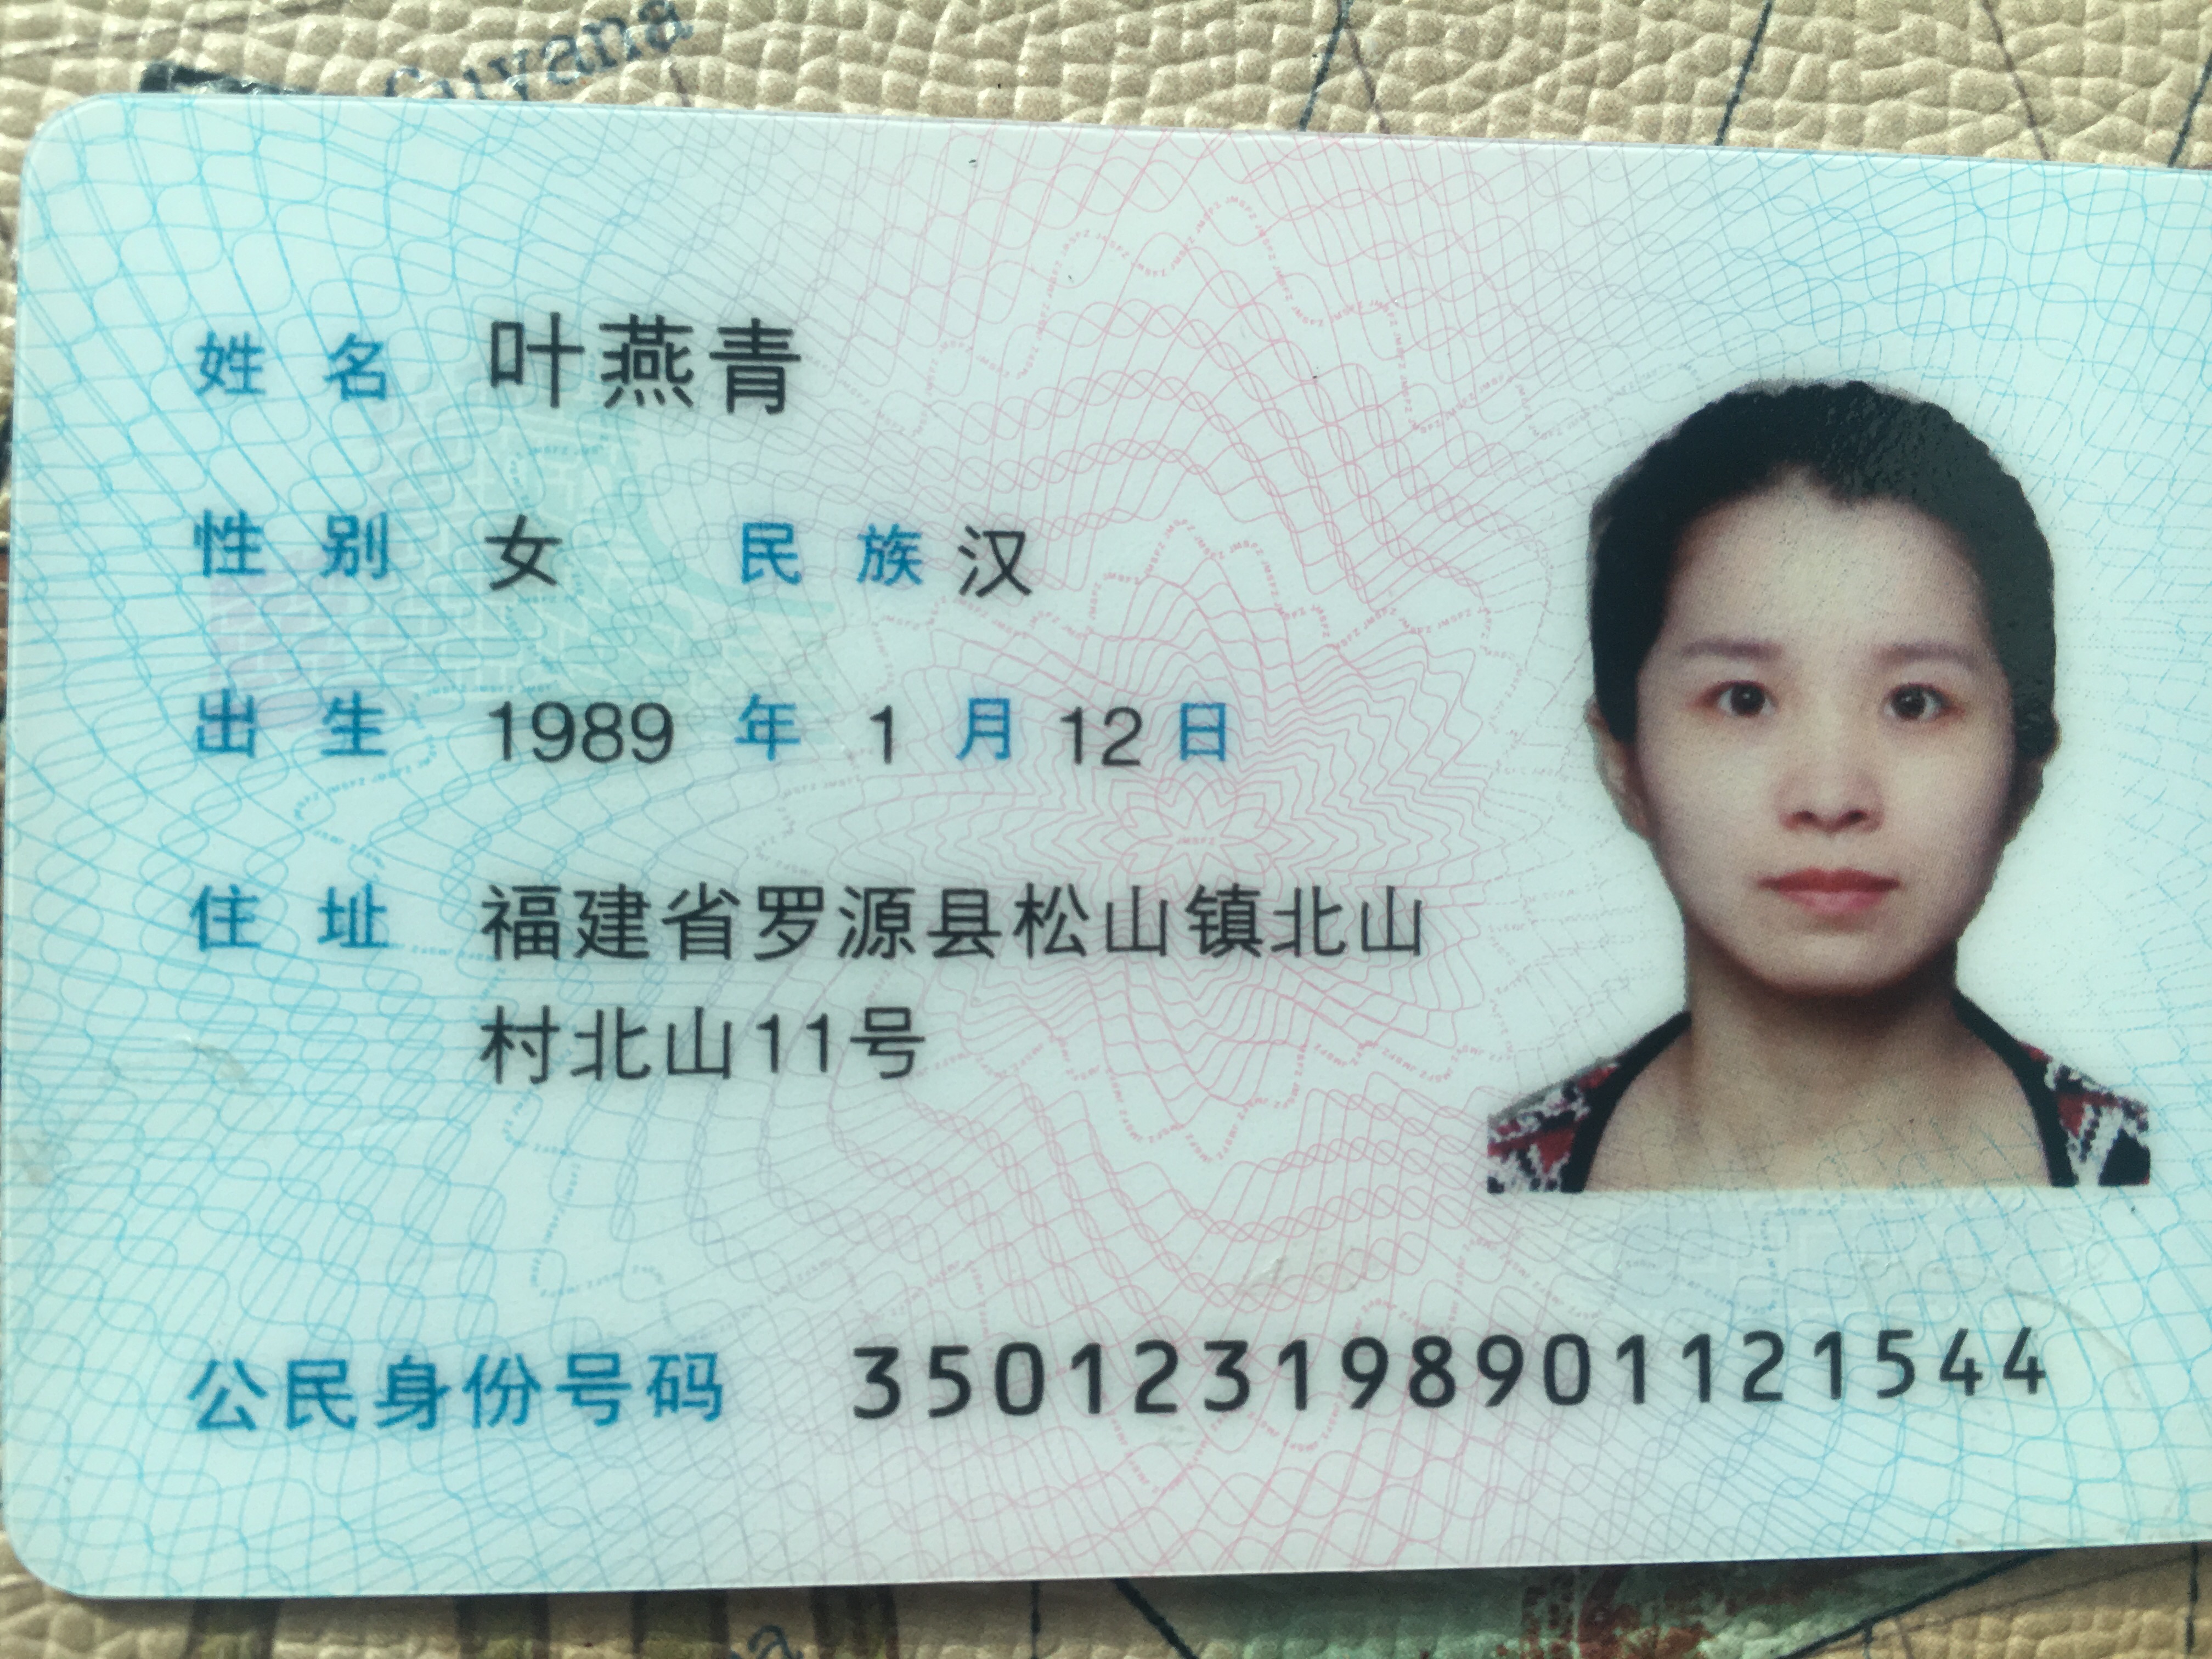 姓名 叶燕青
性别 女 民族 汉
出生 1989 年 1 月 12 日
住址 福建省罗源县松山镇北山
村北山11号
公民身份号码 350123198901121544